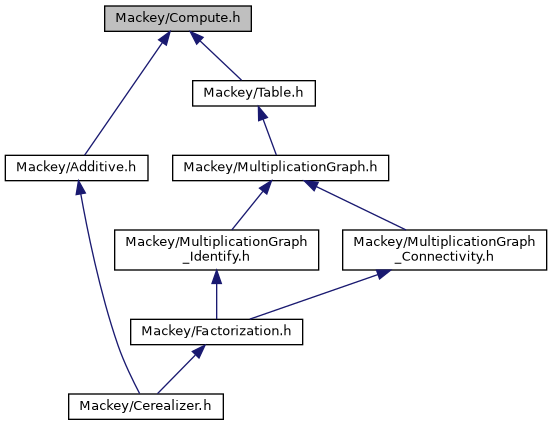 Mackey/Compute.h
Mackey/Table.h
Mackey/Additive.h
Mackey/MultiplicationGraph.h
Mackey/MultiplicationGraph
_Identify.h
Mackey/MultiplicationGraph
_Connectivity.h
Mackey/Factorization.h
Mackey/Cerealizer.h